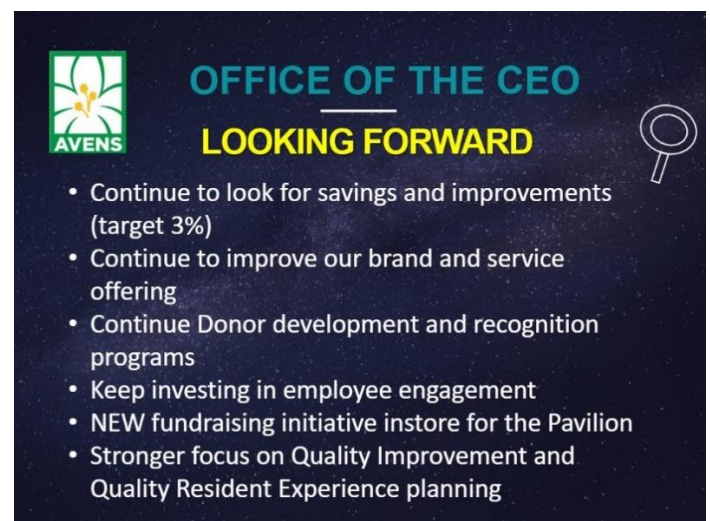 AVENS
OFFICE OF THE CEO
LOOKING FORWARD
• Continue to look for savings and improvements
(target 3%)
• Continue to improve our brand and service
offering
• Continue Donor development and recognition
programs
• Keep investing in employee engagement
• NEW fundraising initiative instore for the Pavilion
• Stronger focus on Quality Improvement and
Quality Resident Experience planning